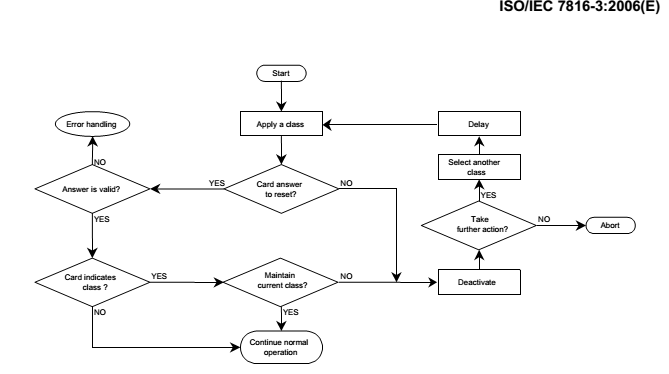 ISO/IEC 7816-3:2006(E)
Start
Error handling
Apply a class
Delay
NO
Select another
class
Answer is valid?
YES
Card answer
to reset?
NO
YES
YES
Take
further action?
NO
Abort
Card indicates
class ?
YES
Maintain
current class?
NO
Deactivate
NO
YES
Continue normal
operation